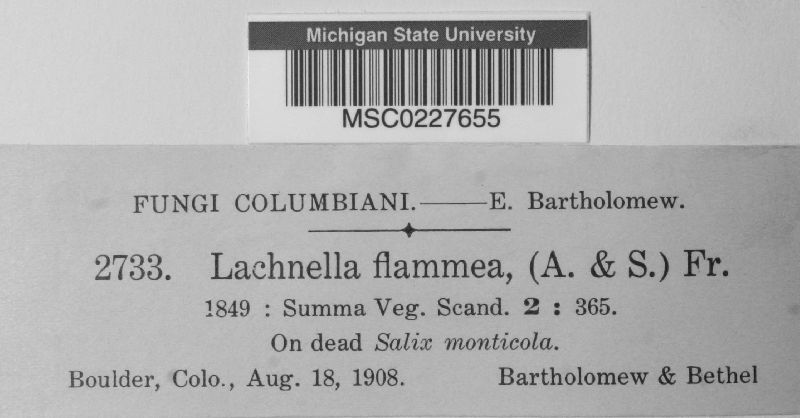 Michigan State University
MSC0227655
FUNGI COLUMBIANI.——E. Bartholomew.
2733. Lachnella flammea, (A. & S.) Fr.
1849 : Summa Veg. Scand. 2 : 365.
On dead Salix monticola.
Boulder, Colo., Aug. 18, 1908. Bartholomew & Bethel